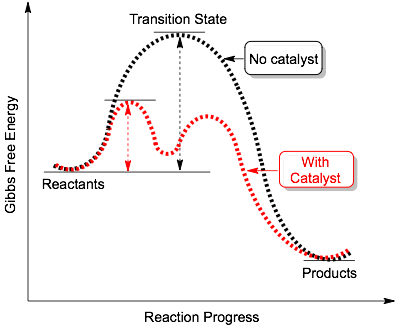 Transition State
No catalyst
With
Catalyst
Reactants
Products
Gibbs Free Energy
Reaction Progress